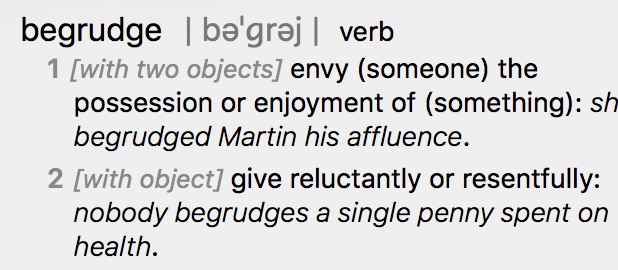 begrudge | bəˈɡrəj | verb
1 [with two objects] envy (someone) the
possession or enjoyment of (something): sh
begrudged Martin his affluence.
2 [with object] give reluctantly or resentfully:
nobody begrudges a single penny spent on
health.